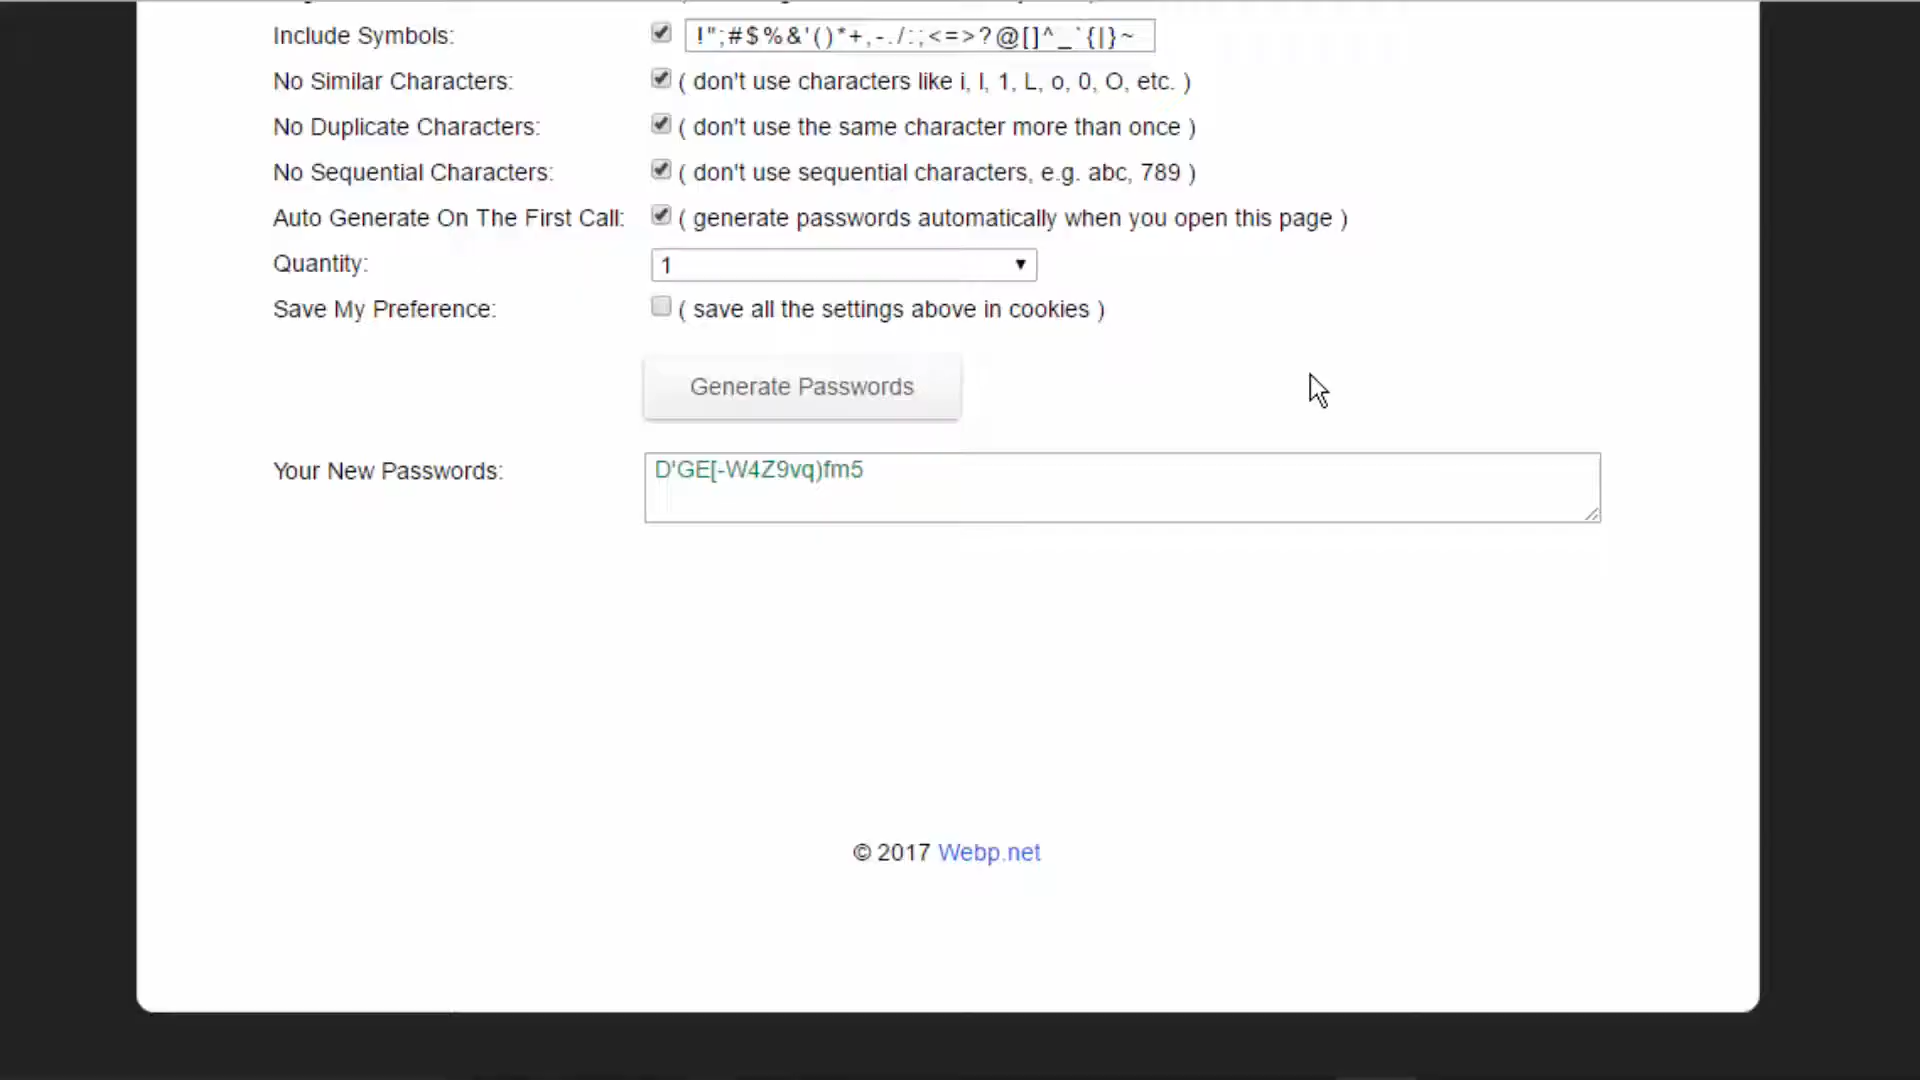 Include Symbols: !";#$%&'()*+,-./:;<=>?@[]^_`{|}~
No Similar Characters: ( don't use characters like i, l, 1, L, o, 0, O, etc. )
No Duplicate Characters: ( don't use the same character more than once )
No Sequential Characters: ( don't use sequential characters, e.g. abc, 789 )
Auto Generate On The First Call: ( generate passwords automatically when you open this page )
Quantity: 1
Save My Preference: ( save all the settings above in cookies )
Generate Passwords
Your New Passwords: D'GE[-W4Z9vq)fm5
© 2017 Webp.net